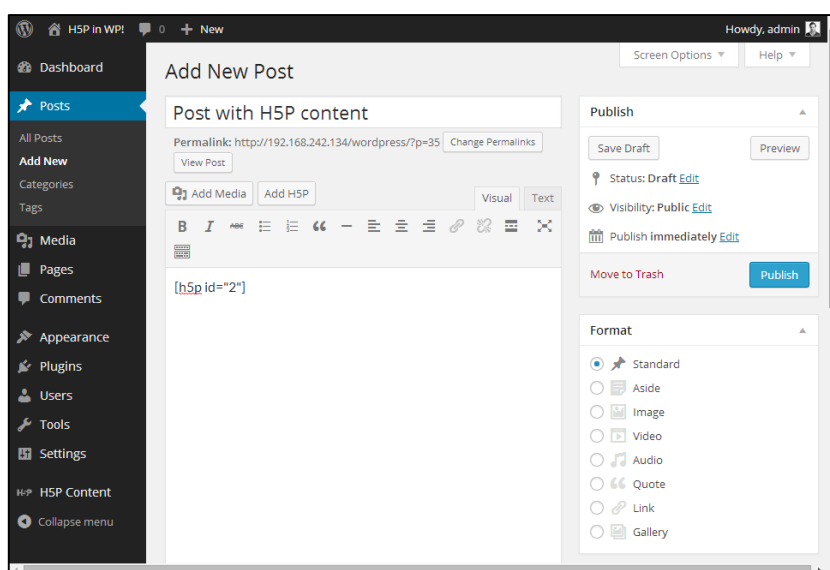 H5P in WP! 0 + New Howdy, admin
Screen Options ▼ Help ▼
Dashboard
Posts
All Posts
Add New
Categories
Tags
Media
Pages
Comments
Appearance
Plugins
Users
Tools
Settings
H5P H5P Content
Collapse menu
Add New Post
Post with H5P content
Permalink: http://192.168.242.134/wordpress/?p=35 Change Permalinks
View Post
Add Media Add H5P Visual Text
B I ABC
[h5p id="2"]
Publish
Save Draft Preview
Status: Draft Edit
Visibility: Public Edit
Publish immediately Edit
Move to Trash Publish
Format
Standard
Aside
Image
Video
Audio
Quote
Link
Gallery